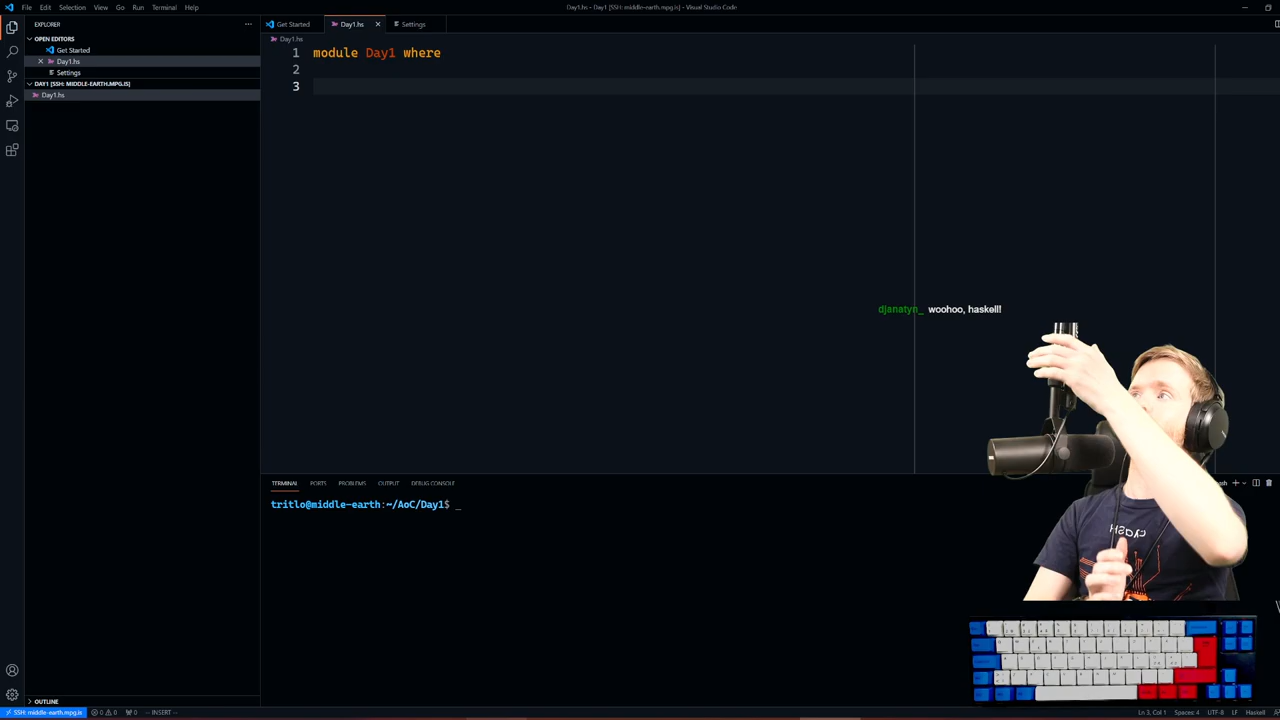 File Edit Selection View Go Run Terminal Help
Day1.hs - Day1 [SSH: middle-earth.mpg.is] - Visual Studio Code
EXPLORER
OPEN EDITORS
Get Started
Day1.hs
Settings
DAY1 [SSH: MIDDLE-EARTH.MPG.IS]
Day1.hs
Get Started Day1.hs Settings
Day1.hs
1 module Day1 where
2
3
djanatyn_ woohoo, haskell!
TERMINAL PORTS PROBLEMS OUTPUT DEBUG CONSOLE
tritlo@middle-earth:~/AoC/Day1$ _
OUTLINE
SSH: middle-earth.mpg.is 0 0 0 -- INSERT --
Ln 3, Col 1 Spaces: 4 UTF-8 LF Haskell